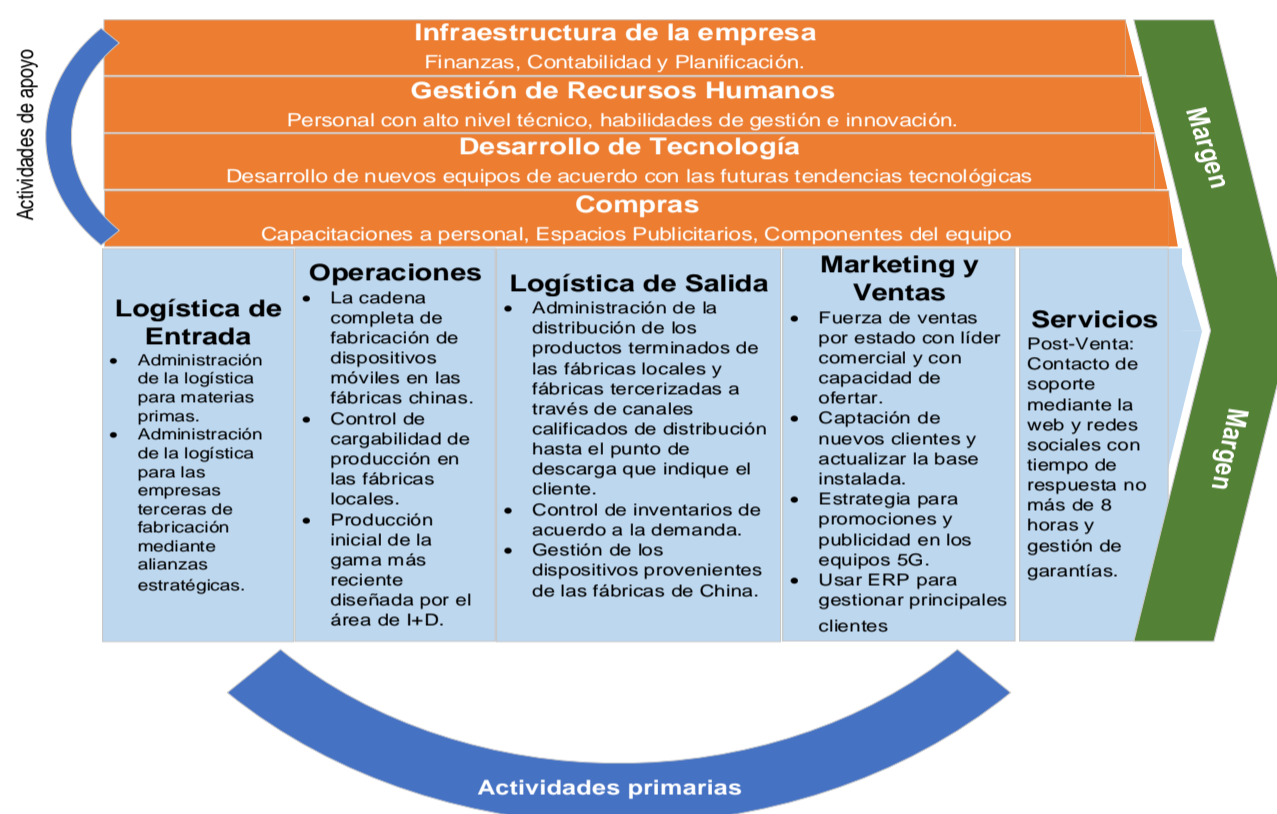 Actividades de apoyo
Infraestructura de la empresa
Finanzas, Contabilidad y Planificación.
Gestión de Recursos Humanos
Personal con alto nivel técnico, habilidades de gestión e innovación.
Desarrollo de Tecnología
Desarrollo de nuevos equipos de acuerdo con las futuras tendencias tecnológicas
Compras
Capacitaciones a personal, Espacios Publicitarios, Componentes del equipo
Logística de
Entrada
• Administración
de la logística
para materias
primas.
• Administración
de la logística
para las
empresas
terceras de
fabricación
mediante
alianzas
estratégicas.
Operaciones
• La cadena
completa de
fabricación de
dispositivos
móviles en las
fábricas chinas.
• Control de
cargabilidad de
producción en
las fábricas
locales.
• Producción
inicial de la
gama más
reciente
diseñada por el
área de I+D.
Logística de Salida
• Administración de la
distribución de los
productos terminados de
las fábricas locales y
fábricas tercerizadas a
través de canales
calificados de distribución
hasta el punto de
descarga que indique el
cliente.
• Control de inventarios de
acuerdo a la demanda.
• Gestión de los
dispositivos provenientes
de las fábricas de China.
Marketing y
Ventas
• Fuerza de ventas
por estado con líder
comercial y con
capacidad de
ofertar.
• Captación de
nuevos clientes y
actualizar la base
instalada.
• Estrategia para
promociones y
publicidad en los
equipos 5G.
• Usar ERP para
gestionar principales
clientes
Servicios
Post-Venta:
Contacto de
soporte
mediante la
web y redes
sociales con
tiempo de
respuesta no
más de 8
horas y
gestión de
garantías.
Margen
Margen
Actividades primarias